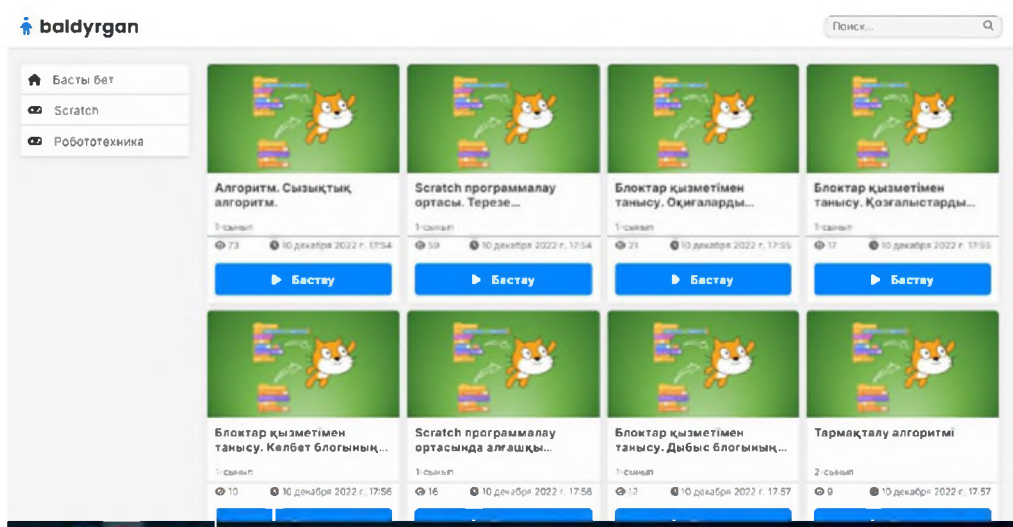 baldyrgan
Поиск...
Басты бет
Scratch
Робототехника
Алгоритм. Сызықтық
алгоритм.
1-сынып
73 10 декабря 2022 г. 17:54
Бастау
Scratch программалау
ортасы. Терезе...
1-сынып
59 10 декабря 2022 г. 17:54
Бастау
Блоктар қызметімен
танысу. Оқиғаларды...
1-сынып
21 10 декабря 2022 г. 17:55
Бастау
Блоктар қызметімен
танысу. Қозғалыстарды...
1-сынып
17 10 декабря 2022 г. 17:55
Бастау
Блоктар қызметімен
танысу. Келбет блогының...
1-сынып
10 10 декабря 2022 г. 17:56
Scratch программалау
ортасында алғашқы...
1-сынып
16 10 декабря 2022 г. 17:56
Блоктар қызметімен
танысу. Дыбыс блогының...
1-сынып
12 10 декабря 2022 г. 17:57
Тармақталу алгоритмі
2-сынып
9 10 декабря 2022 г. 17:57